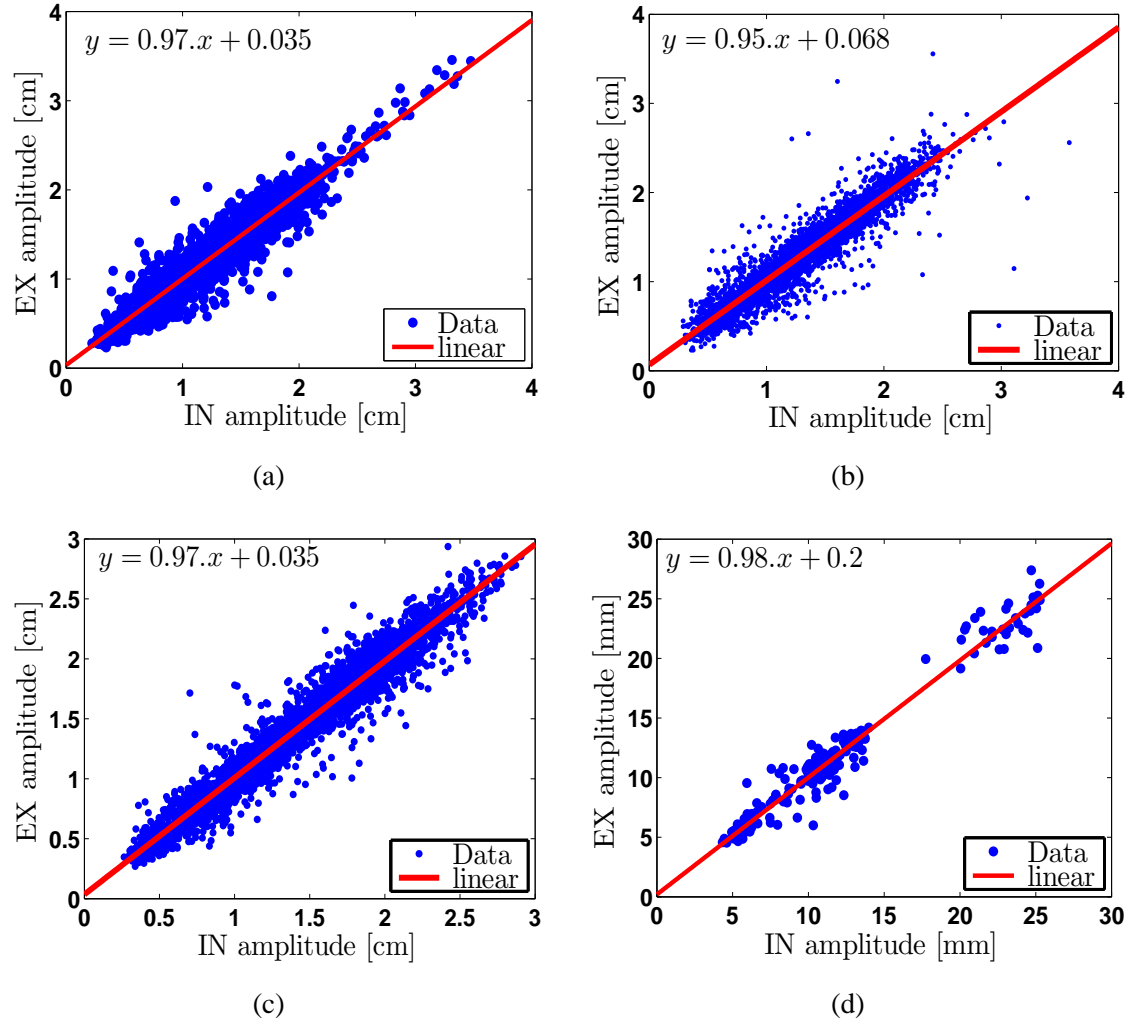 y = 0.97.x + 0.035
EX amplitude [cm]
4
3
2
1
0
0 1 2 3 4
Data
linear
IN amplitude [cm]
(a)
y = 0.95.x + 0.068
EX amplitude [cm]
4
3
2
1
0
0 1 2 3 4
Data
linear
IN amplitude [cm]
(b)
y = 0.97.x + 0.035
EX amplitude [cm]
3
2.5
2
1.5
1
0.5
0
0 0.5 1 1.5 2 2.5 3
Data
linear
IN amplitude [cm]
(c)
y = 0.98.x + 0.2
EX amplitude [mm]
30
25
20
15
10
5
0
0 5 10 15 20 25 30
Data
linear
IN amplitude [mm]
(d)